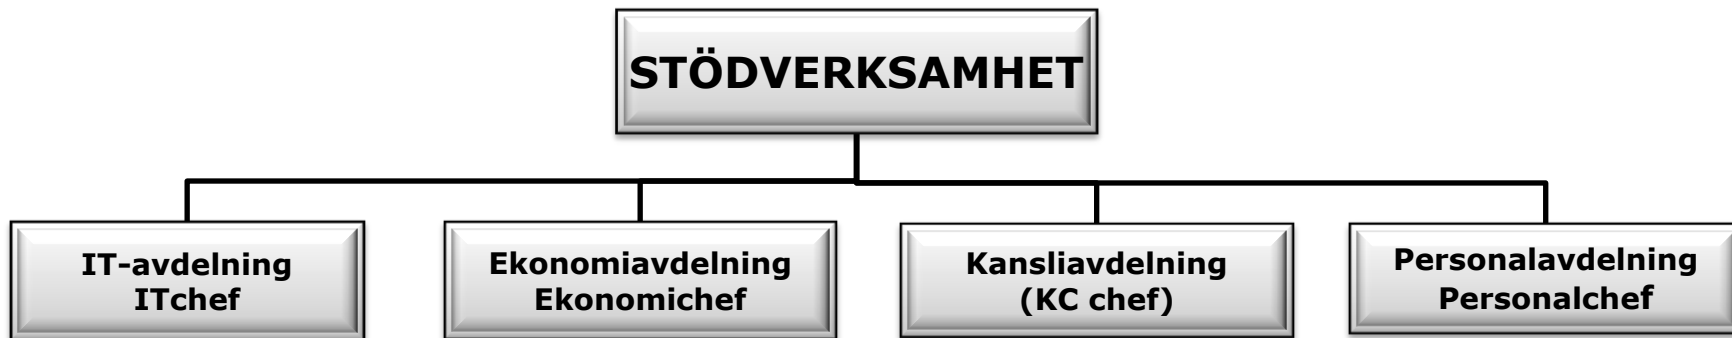 STÖDVERKSAMHET
IT-avdelning
ITchef
Ekonomiavdelning
Ekonomichef
Kansliavdelning
(KC chef)
Personalavdelning
Personalchef